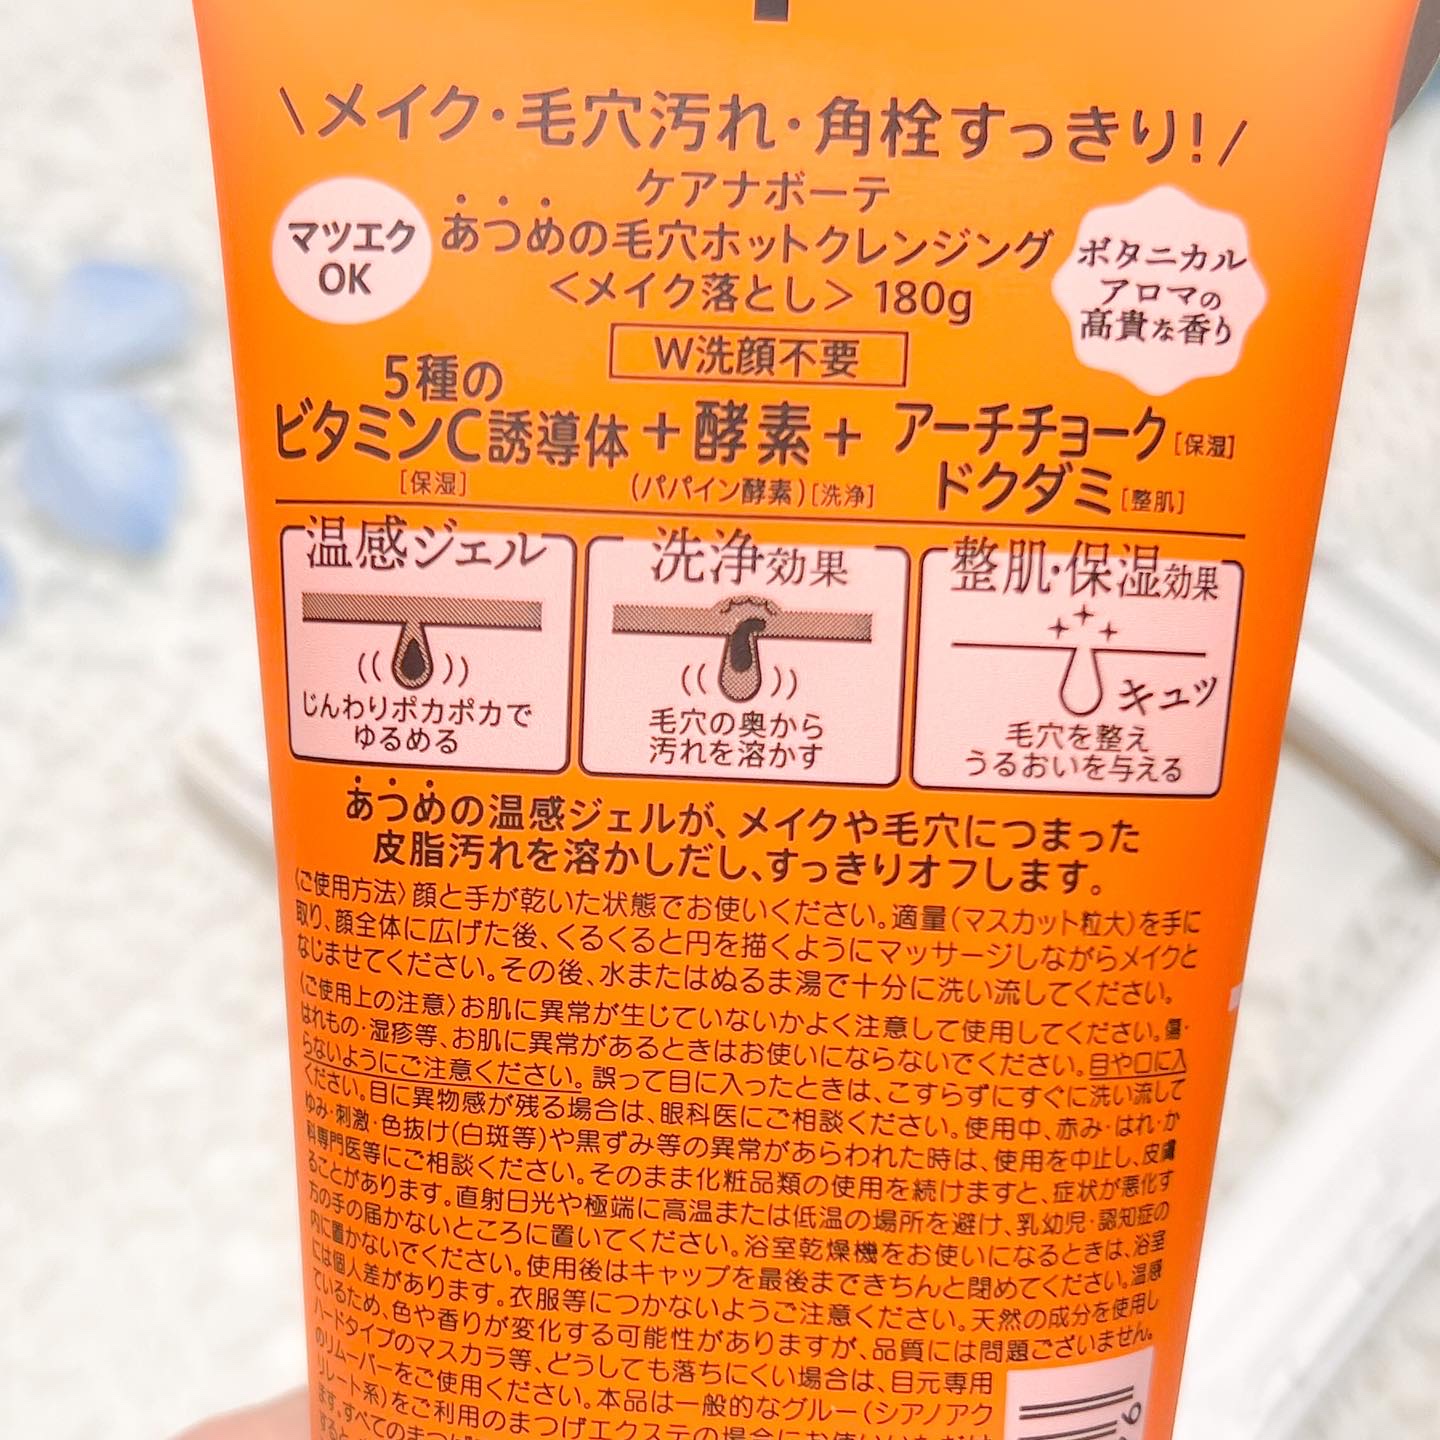 \メイク・毛穴汚れ・角栓すっきり!/
ケアナボーテ
マツエク
OK
あつめの毛穴ホットクレンジング
<メイク落とし> 180g
ボタニカル
アロマの
高貴な香り
W洗顔不要
5種の
ビタミンC誘導体+酵素+アーチチョーク[保湿]
[保湿] (パパイン酵素)[洗浄] ドクダミ[整肌]
温感ジェル
じんわりポカポカで
ゆるめる
洗浄効果
毛穴の奥から
汚れを溶かす
整肌・保湿効果
キュッ
毛穴を整え
うるおいを与える
あつめの温感ジェルが、メイクや毛穴につまった
皮脂汚れを溶かしだし、すっきりオフします。
〈ご使用方法〉顔と手が乾いた状態でお使いください。適量(マスカット粒大)を手に
取り、顔全体に広げた後、くるくると円を描くようにマッサージしながらメイクと
なじませてください。その後、水またはぬるま湯で十分に洗い流してください。
〈ご使用上の注意〉お肌に異常が生じていないかよく注意して使用してください。傷・
はれもの・湿疹等、お肌に異常があるときはお使いにならないでください。目や口に入
らないようにご注意ください。誤って目に入ったときは、こすらずにすぐに洗い流して
ください。目に異物感が残る場合は、眼科医にご相談ください。使用中、赤み・はれ・か
ゆみ・刺激・色抜け(白斑等)や黒ずみ等の異常があらわれた時は、使用を中止し、皮膚
科専門医等にご相談ください。そのまま化粧品類の使用を続けますと、症状が悪化す
ることがあります。直射日光や極端に高温または低温の場所を避け、乳幼児・認知症の
方の手の届かないところに置いてください。浴室乾燥機をお使いになるときは、浴室
内に置かないでください。使用後はキャップを最後まできちんと閉めてください。温感
には個人差があります。衣服等につかないようご注意ください。天然の成分を使用し
ているため、色や香りが変化する可能性がありますが、品質には問題ございません。
ハードタイプのマスカラ等、どうしても落ちにくい場合は、目元専用
のリムーバーをご使用ください。本品は一般的なグルー(シアノアク
リレート系)をご利用のまつげエクステの場合にお使いいただけ
ます。すべてのまつげ